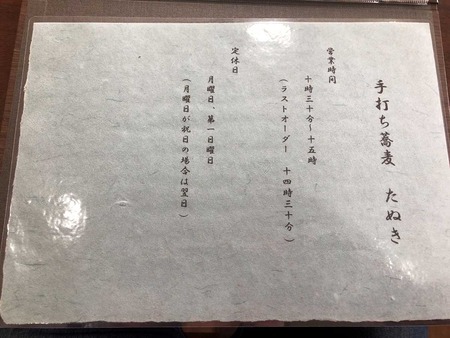 手打ち蕎麦 たぬき
営業時間
十時三十分～十五時
(ラストオーダー 十四時三十分)
定休日
月曜日、第一日曜日
(月曜日が祝日の場合は翌日)